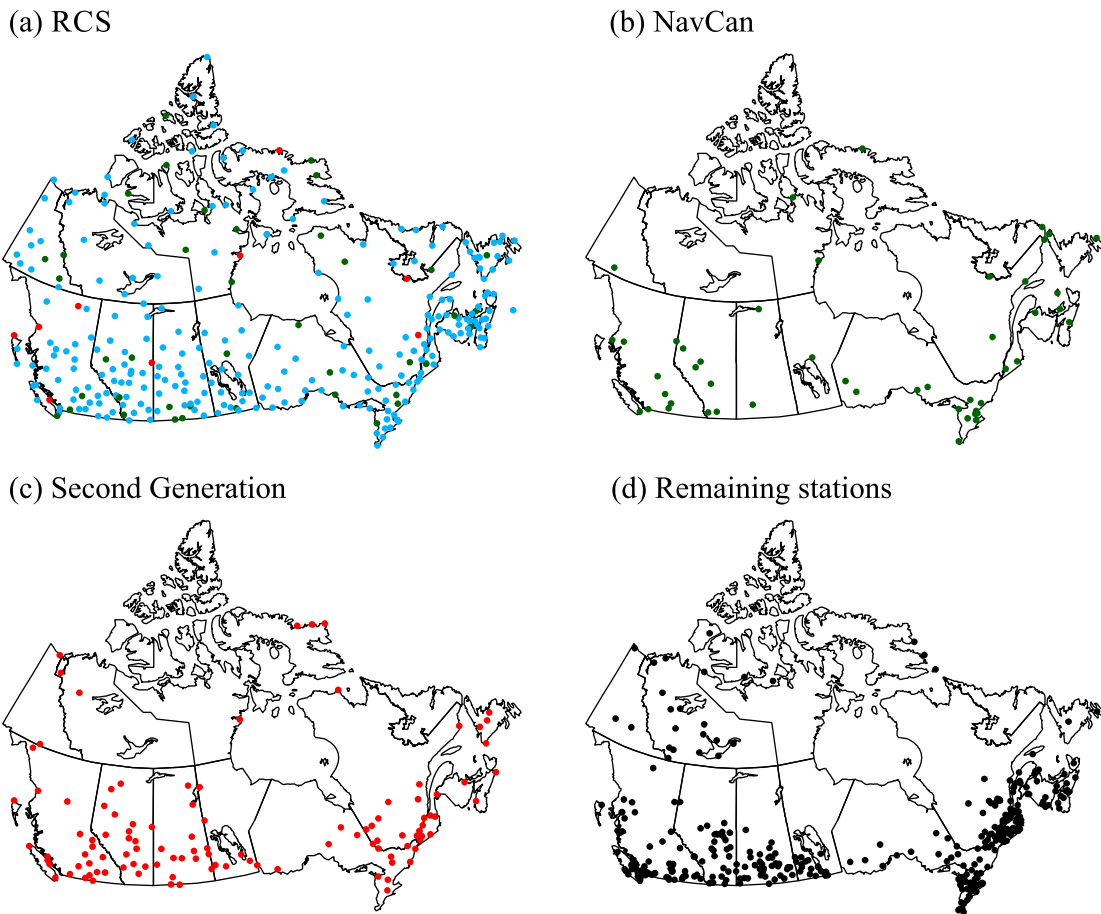 (a) RCS
(b) NavCan
(c) Second Generation
(d) Remaining stations